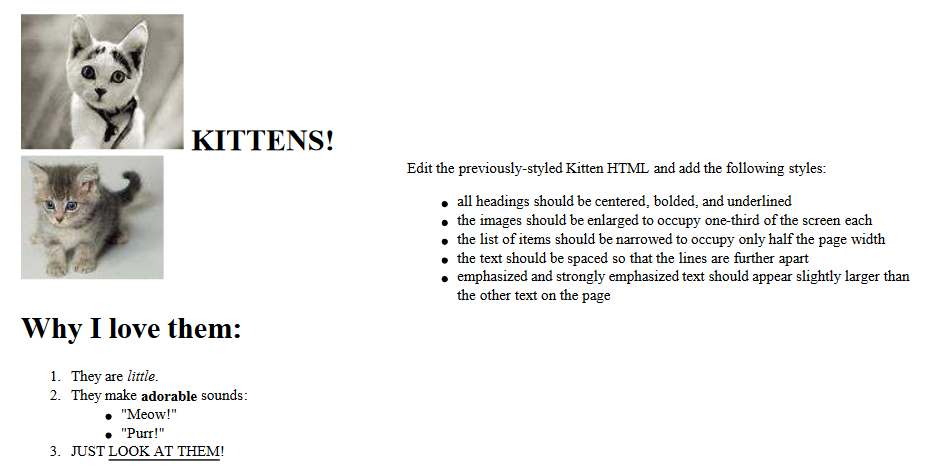 KITTENS!
Edit the previously-styled Kitten HTML and add the following styles:
• all headings should be centered, bolded, and underlined
• the images should be enlarged to occupy one-third of the screen each
• the list of items should be narrowed to occupy only half the page width
• the text should be spaced so that the lines are further apart
• emphasized and strongly emphasized text should appear slightly larger than
the other text on the page
Why I love them:
1. They are little.
2. They make adorable sounds:
• "Meow!"
• "Purr!"
3. JUST LOOK AT THEM!